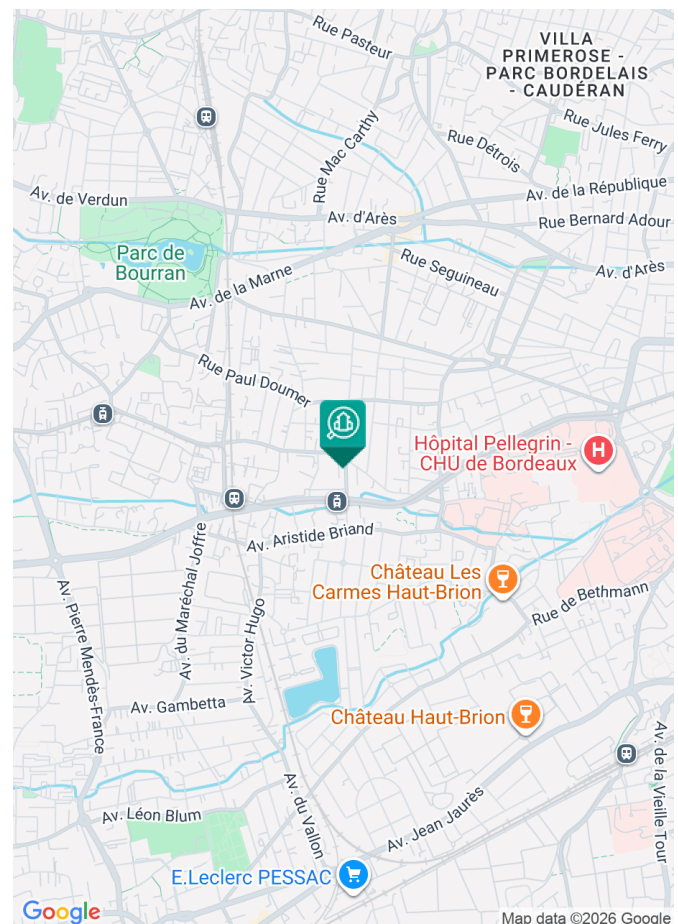 Rue Pasteur
VILLA
PRIMEROSE -
PARC BORDELAIS
- CAUDÉRAN
Rue Jules Ferry
Rue Mac Carthy
Rue Détrois
Av. de Verdun
Av. de la République
Av. d'Arès
Rue Bernard Adour
Parc de
Bourran
Rue Seguineau
Av. d'Arès
Av. de la Marne
Rue Paul Doumer
Hôpital Pellegrin -
CHU de Bordeaux
H
Av. Aristide Briand
Av. du Maréchal Joffre
Château Les
Carmes Haut-Brion
Rue de Bethmann
Av. Pierre Mendès-France
Av. Victor Hugo
Av. Gambetta
Château Haut-Brion
Av. de la Vieille Tour
Av. du Vallon
Av. Léon Blum
Av. Jean Jaurès
E.Leclerc PESSAC
Google
Map data ©2026 Google